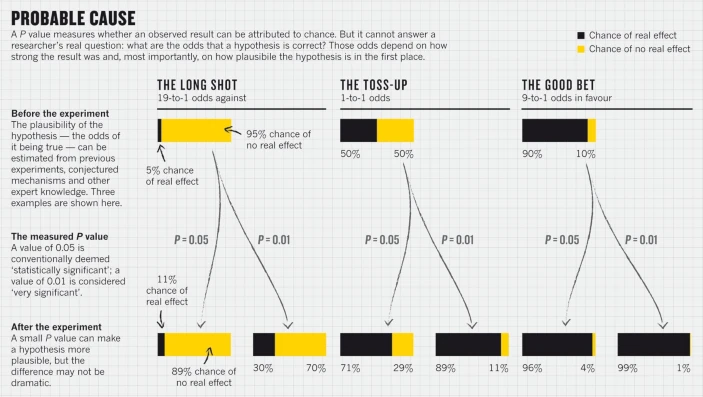 PROBABLE CAUSE
A P value measures whether an observed result can be attributed to chance. But it cannot answer a
researcher's real question: what are the odds that a hypothesis is correct? Those odds depend on how
strong the result was and, most importantly, on how plausibile the hypothesis is in the first place.
Chance of real effect
Chance of no real effect
THE LONG SHOT
19-to-1 odds against
THE TOSS-UP
1-to-1 odds
THE GOOD BET
9-to-1 odds in favour
Before the experiment
The plausibility of the
hypothesis — the odds of
it being true — can be
estimated from previous
experiments, conjectured
mechanisms and other
expert knowledge. Three
examples are shown here.
95% chance of
no real effect
5% chance
of real effect
50%
50%
90%
10%
The measured P value
A value of 0.05 is
conventionally deemed
'statistically significant'; a
value of 0.01 is considered
'very significant'.
P = 0.05
P = 0.01
P = 0.05
P = 0.01
P = 0.05
P = 0.01
11%
chance of
real effect
After the experiment
A small P value can make
a hypothesis more
plausible, but the
difference may not be
dramatic.
89% chance of
no real effect
30%
70%
71%
29%
89%
11%
96%
4%
99%
1%